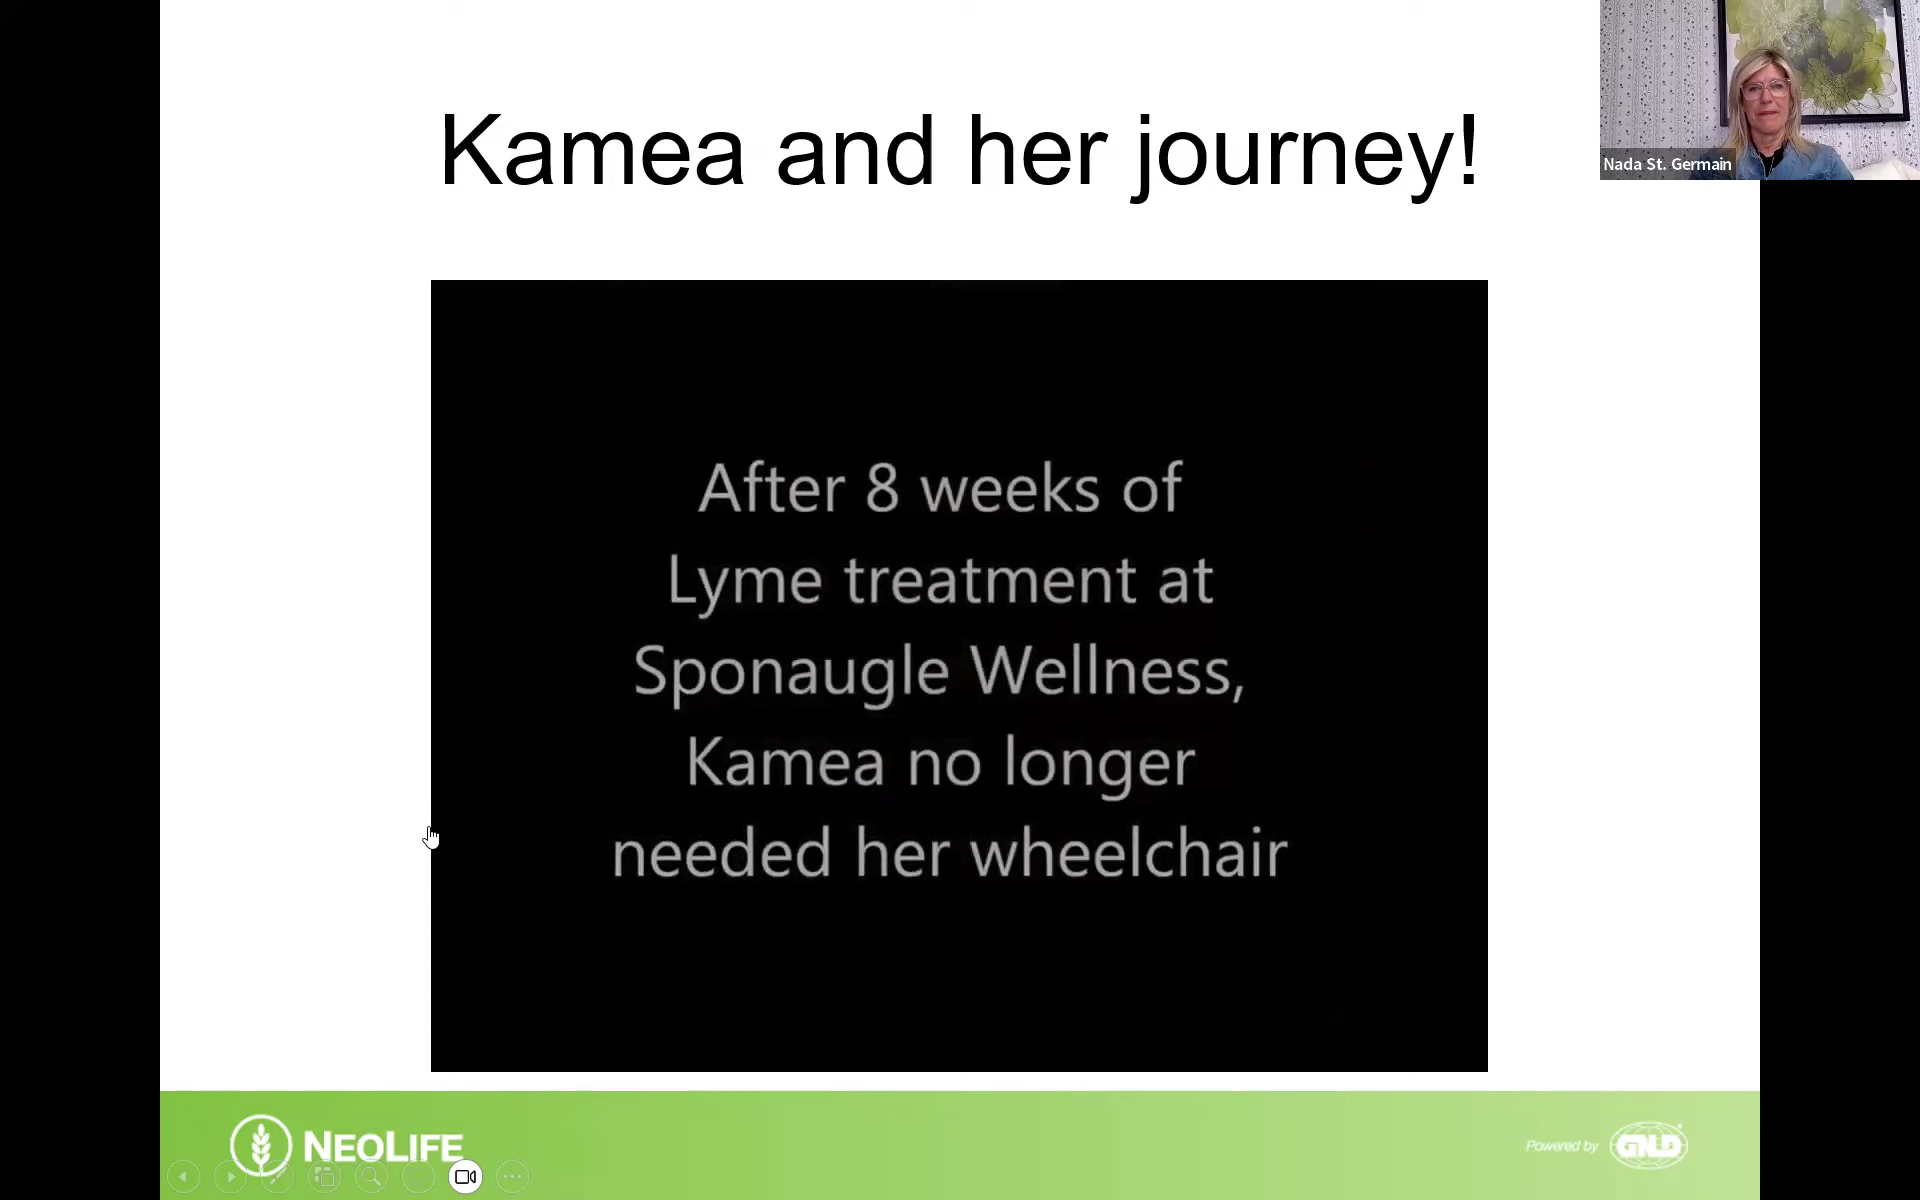 Kamea and her journey!
Nada St. Germain
After 8 weeks of
Lyme treatment at
Sponaugle Wellness,
Kamea no longer
needed her wheelchair
NEOLIFE
Powered by GNLD